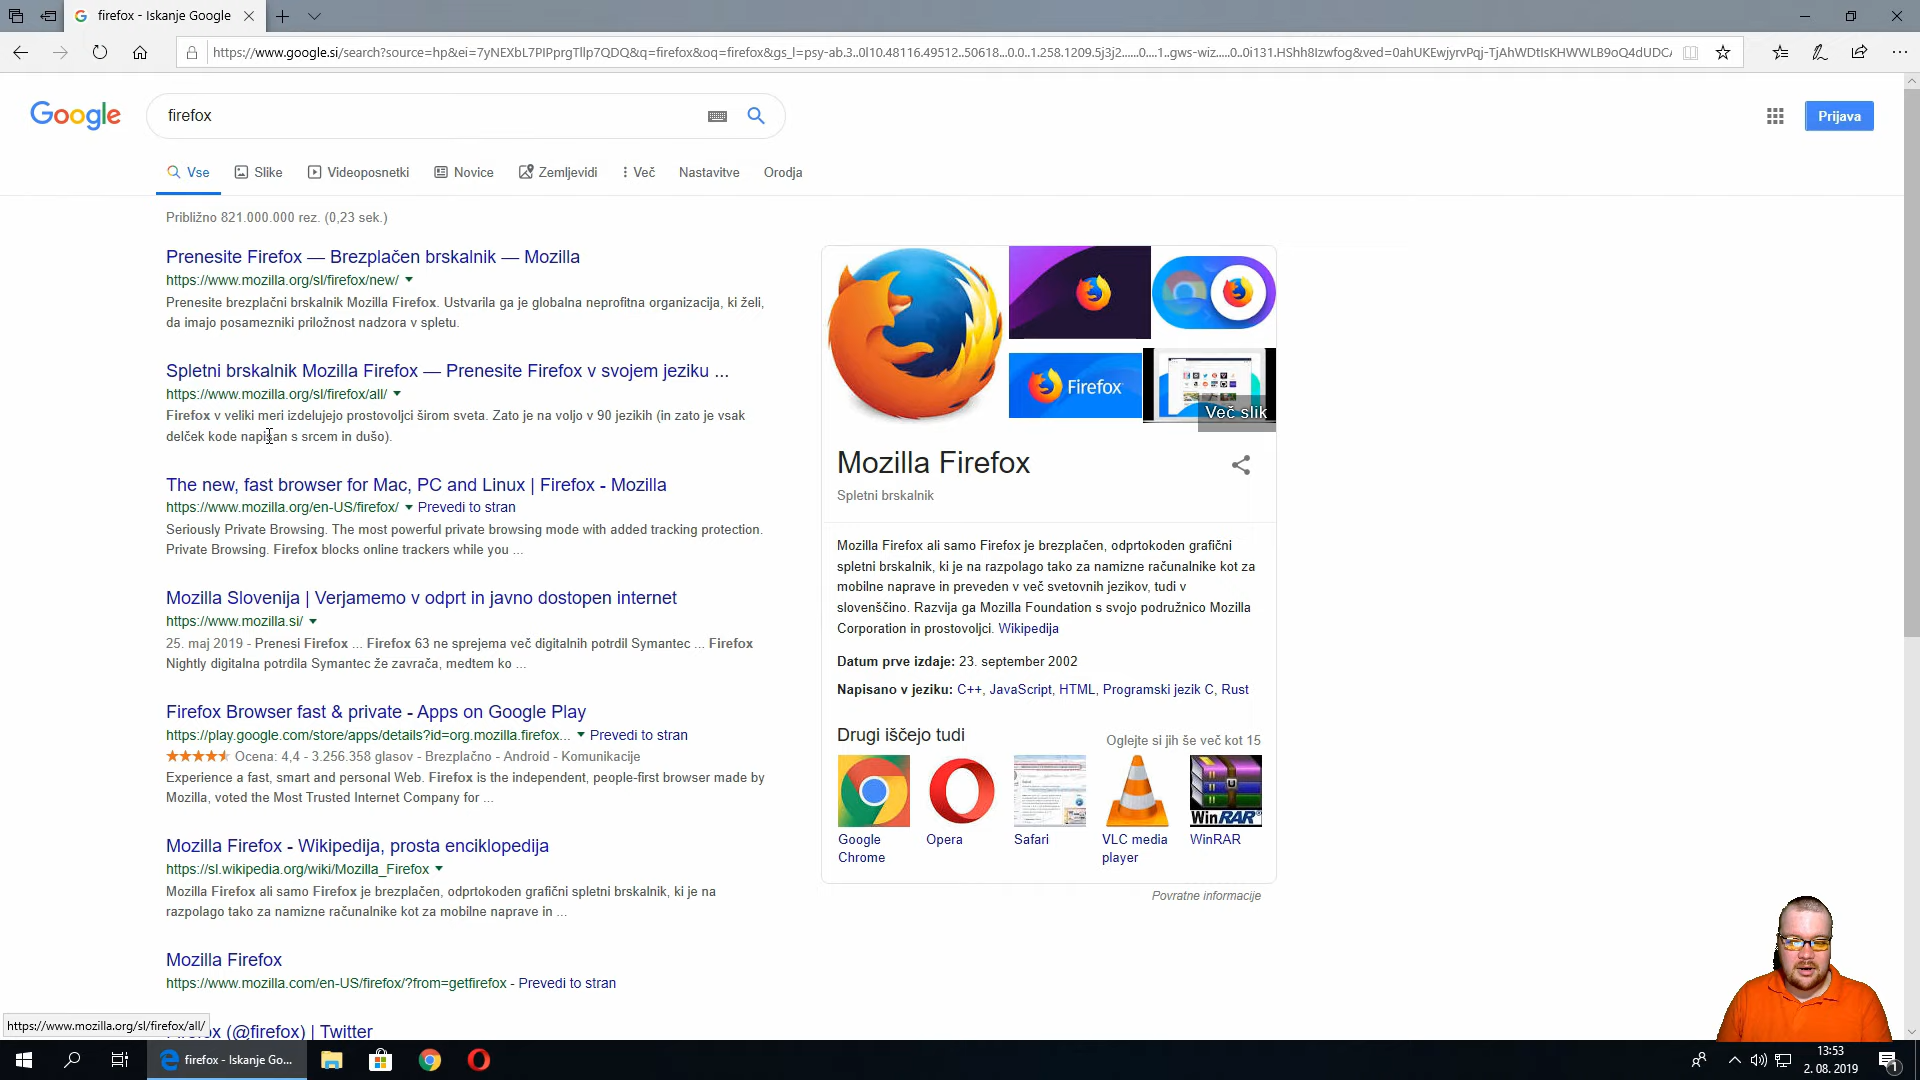 firefox - Iskanje Google
https://www.google.si/search?source=hp&ei=7yNEXbL7PIPprgTllp7QDQ&q=firefox&oq=firefox&gs_l=psy-ab.3..0l10.48116.49512..50618...0.0..1.258.1209.5j3j2......0....1..gws-wiz.....0..0i131.HShh8Izwfog&ved=0ahUKEwjyrvPqj-TjAhWDtIsKHWWLB9oQ4dUDC
Google
firefox
Prijava
Vse
Slike
Videoposnetki
Novice
Zemljevidi
Več
Nastavitve
Orodja
Približno 821.000.000 rez. (0,23 sek.)
Prenesite Firefox — Brezplačen brskalnik — Mozilla
https://www.mozilla.org/sl/firefox/new/
Prenesite brezplačni brskalnik Mozilla Firefox. Ustvarila ga je globalna neprofitna organizacija, ki želi,
da imajo posamezniki priložnost nadzora v spletu.
Spletni brskalnik Mozilla Firefox — Prenesite Firefox v svojem jeziku ...
https://www.mozilla.org/sl/firefox/all/
Firefox v veliki meri izdelujejo prostovoljci širom sveta. Zato je na voljo v 90 jezikih (in zato je vsak
delček kode napisan s srcem in dušo).
The new, fast browser for Mac, PC and Linux | Firefox - Mozilla
https://www.mozilla.org/en-US/firefox/ Prevedi to stran
Seriously Private Browsing. The most powerful private browsing mode with added tracking protection.
Private Browsing. Firefox blocks online trackers while you ...
Mozilla Slovenija | Verjamemo v odprt in javno dostopen internet
https://www.mozilla.si/
25. maj 2019 - Prenesi Firefox ... Firefox 63 ne sprejema več digitalnih potrdil Symantec ... Firefox
Nightly digitalna potrdila Symantec že zavrača, medtem ko ...
Firefox Browser fast & private - Apps on Google Play
https://play.google.com/store/apps/details?id=org.mozilla.firefox... Prevedi to stran
Ocena: 4,4 - 3.256.358 glasov - Brezplačno - Android - Komunikacije
Experience a fast, smart and personal Web. Firefox is the independent, people-first browser made by
Mozilla, voted the Most Trusted Internet Company for ...
Mozilla Firefox - Wikipedija, prosta enciklopedija
https://sl.wikipedia.org/wiki/Mozilla_Firefox
Mozilla Firefox ali samo Firefox je brezplačen, odprtokoden grafični spletni brskalnik, ki je na
razpolago tako za namizne računalnike kot za mobilne naprave in ...
Mozilla Firefox
https://www.mozilla.com/en-US/firefox/?from=getfirefox - Prevedi to stran
x (@firefox) | Twitter
https://www.mozilla.org/sl/firefox/all/
Firefox
Več slik
Mozilla Firefox
Spletni brskalnik
Mozilla Firefox ali samo Firefox je brezplačen, odprtokoden grafični
spletni brskalnik, ki je na razpolago tako za namizne računalnike kot za
mobilne naprave in preveden v več svetovnih jezikov, tudi v
slovenščino. Razvija ga Mozilla Foundation s svojo podružnico Mozilla
Corporation in prostovoljci. Wikipedija
Datum prve izdaje: 23. september 2002
Napisano v jeziku: C++, JavaScript, HTML, Programski jezik C, Rust
Drugi iščejo tudi
Oglejte si jih še več kot 15
Google
Chrome
Opera
Safari
VLC media
player
WinRAR
WinRAR
Povratne informacije
firefox - Iskanje Go...
13:53
2. 08. 2019
1